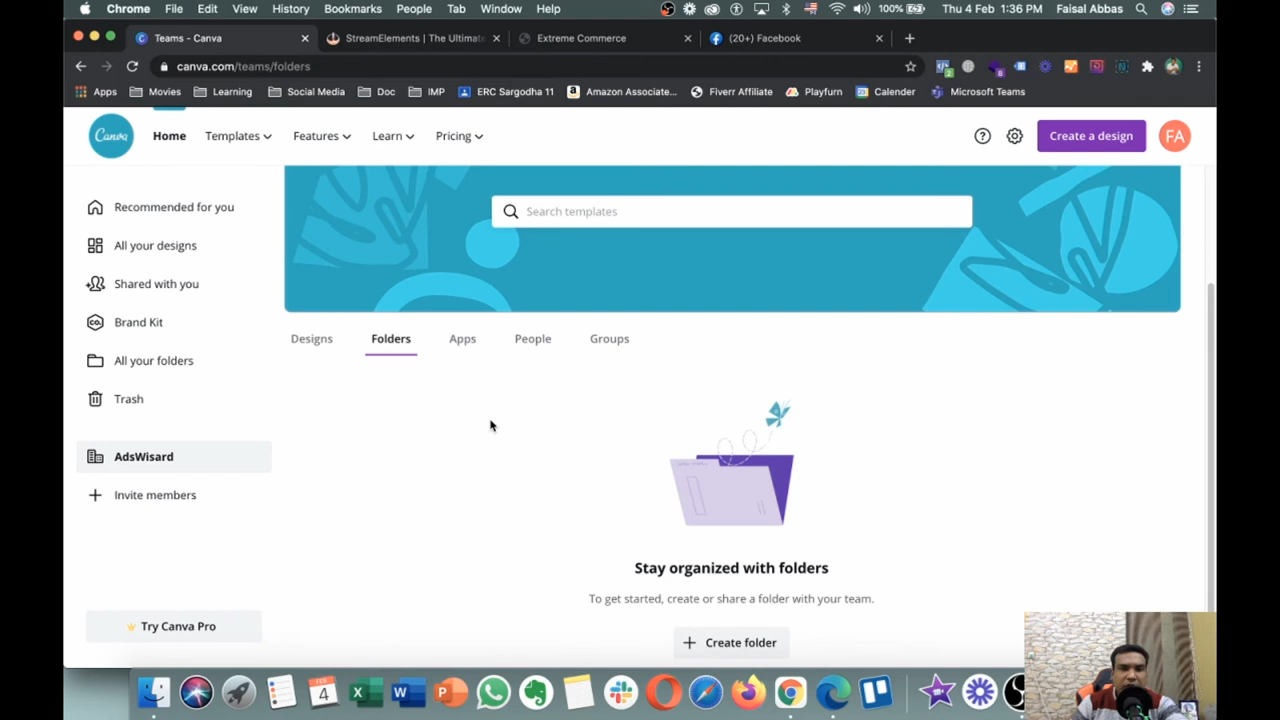 Chrome File Edit View History Bookmarks People Tab Window Help 100% Thu 4 Feb 1:36 PM Faisal Abbas
Teams - Canva StreamElements | The Ultimate Extreme Commerce (20+) Facebook
canva.com/teams/folders
Apps Movies Learning Social Media Doc IMP ERC Sargodha 11 Amazon Associate... Fiverr Affiliate Playfurn Calender Microsoft Teams
Canva Home Templates Features Learn Pricing Create a design FA
Search templates
Recommended for you
All your designs
Shared with you
Brand Kit
All your folders
Trash
AdsWisard
Invite members
Try Canva Pro
Designs Folders Apps People Groups
Stay organized with folders
To get started, create or share a folder with your team.
Create folder
FEB
4